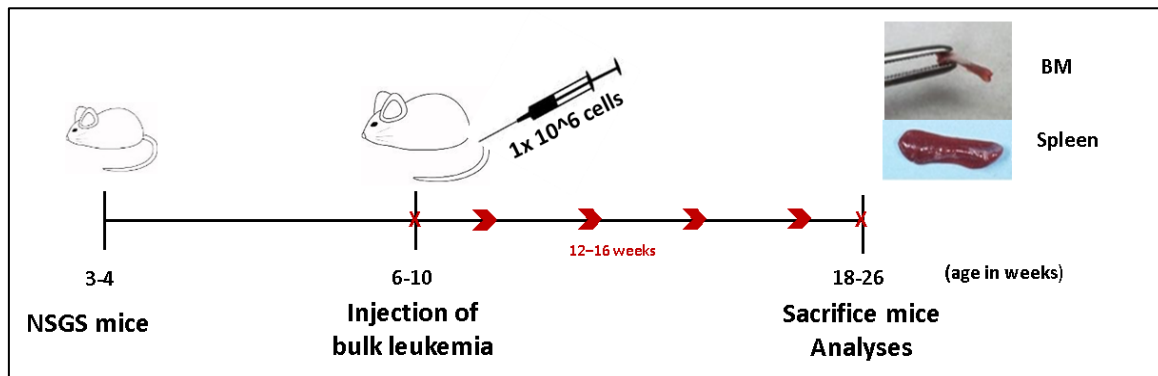 BM
1x 10^6 cells
Spleen
12–16 weeks
3-4
6-10
18-26
(age in weeks)
NSGS mice
Injection of
bulk leukemia
Sacrifice mice
Analyses